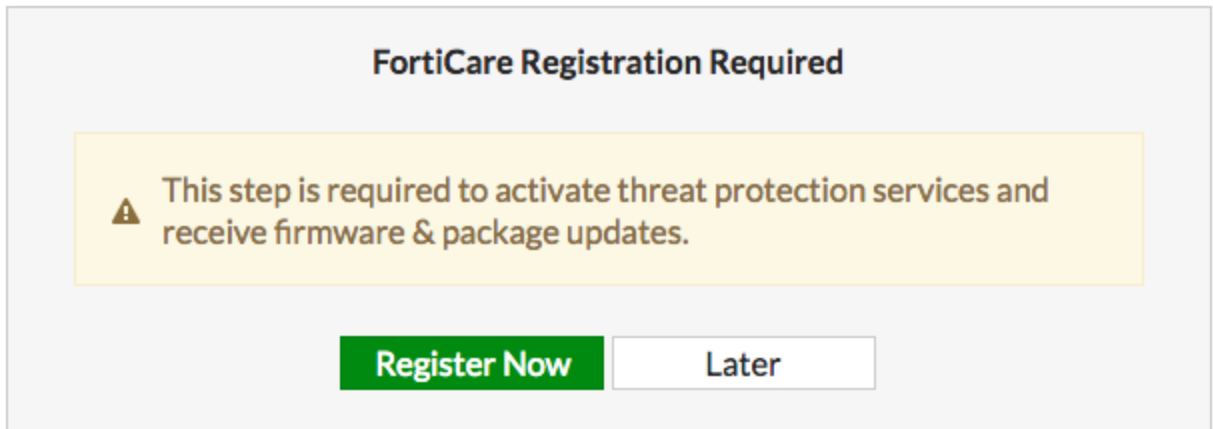 FortiCare Registration Required
This step is required to activate threat protection services and
receive firmware & package updates.
Register Now
Later